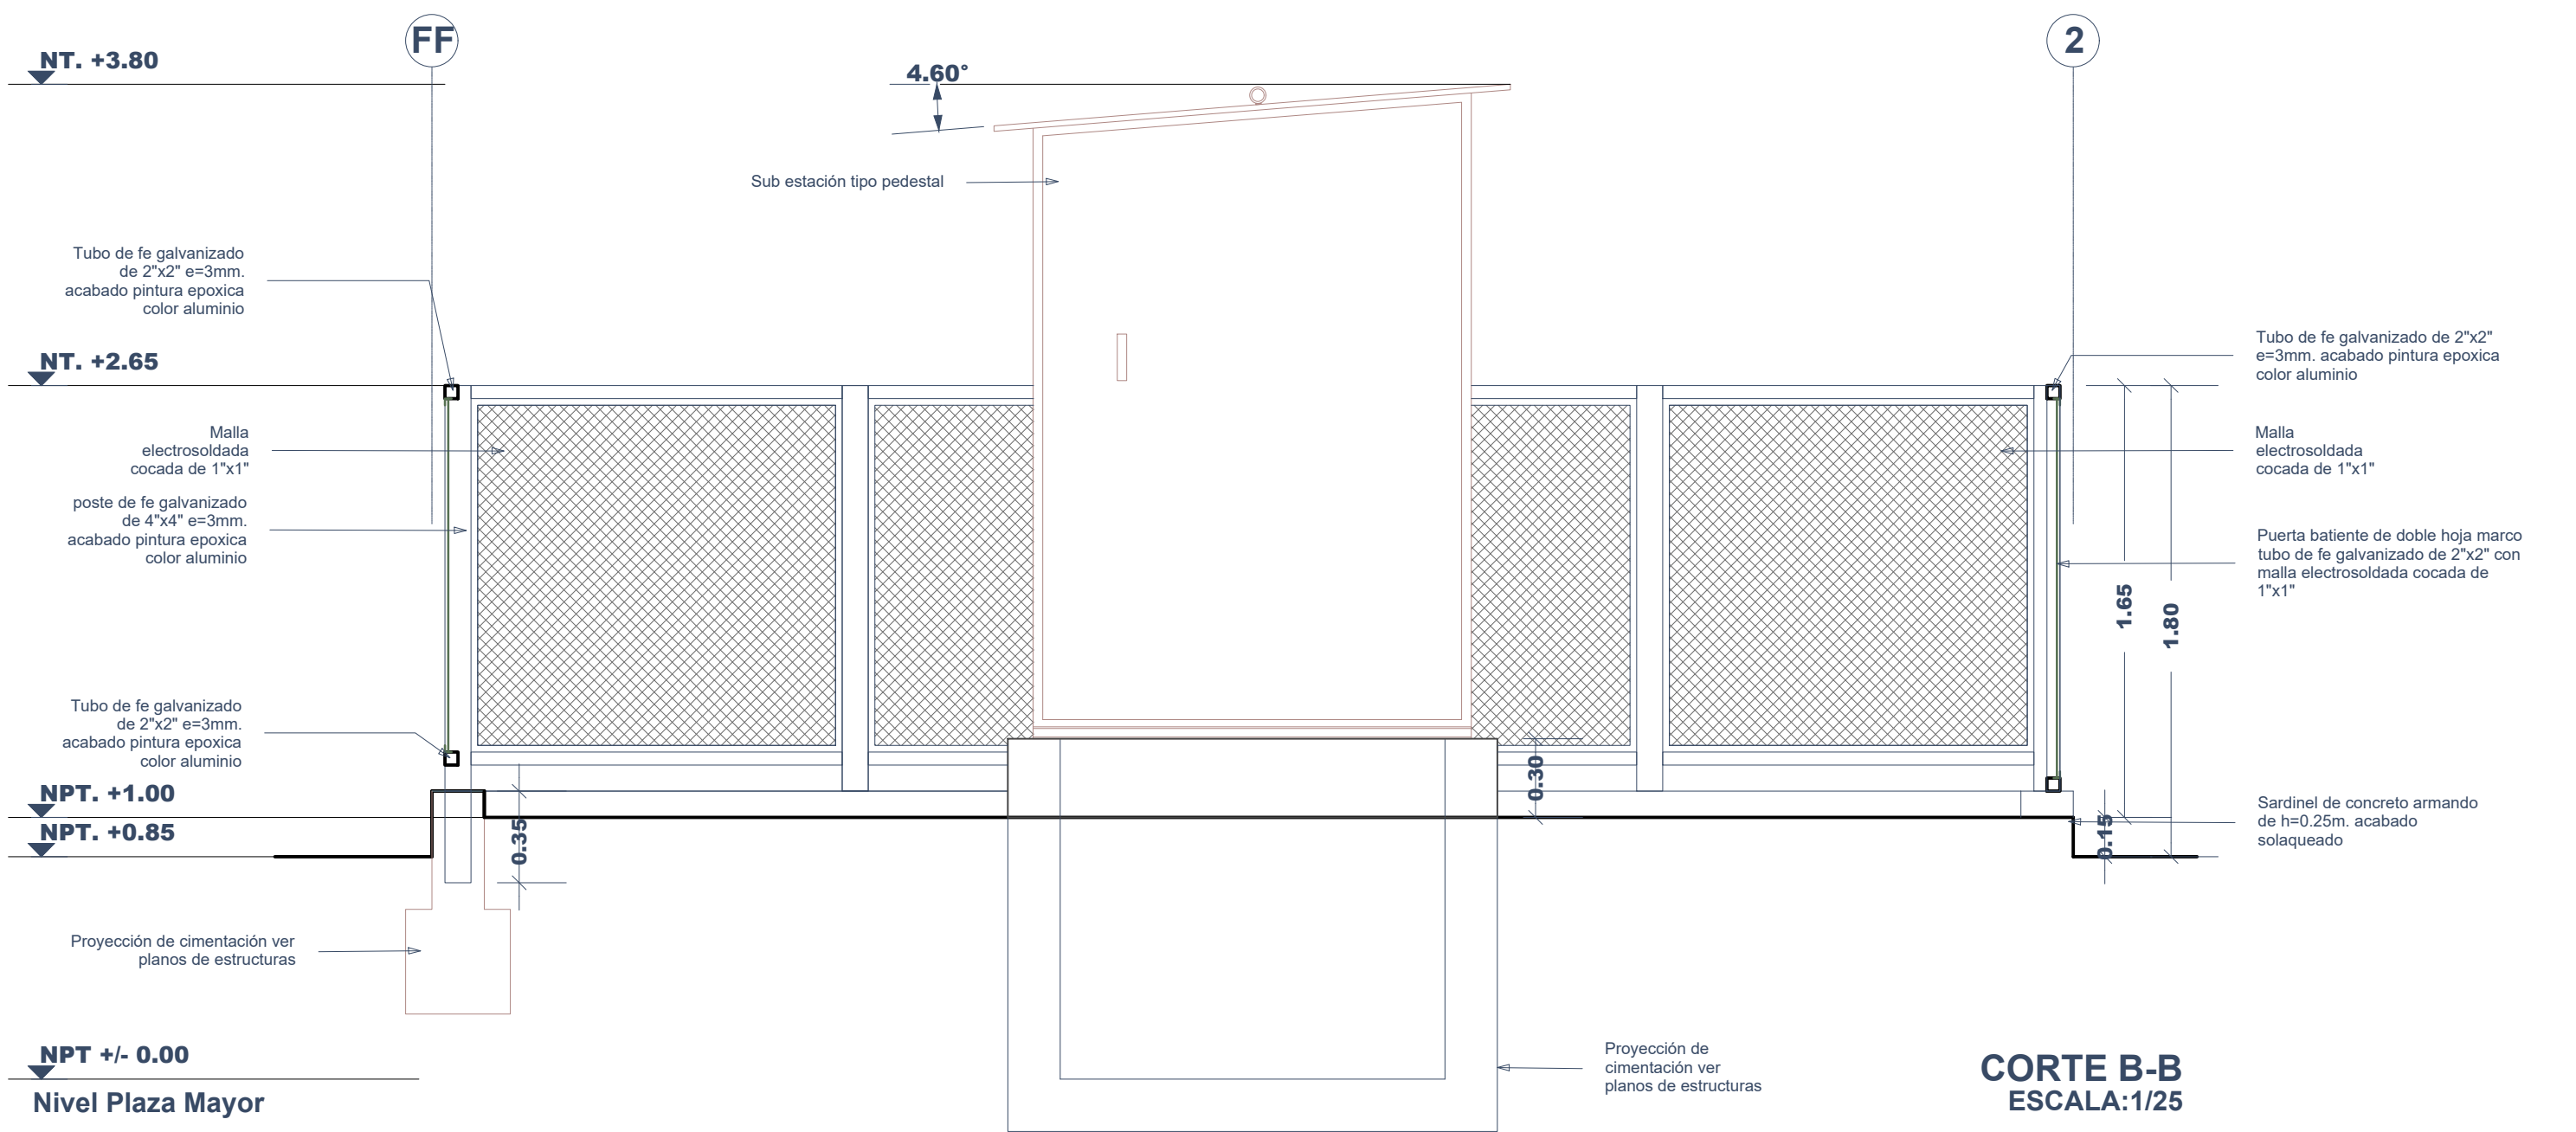 FF
2
NT. +3.80
4.60°
Sub estación tipo pedestal
Tubo de fe galvanizado
de 2"x2" e=3mm.
acabado pintura epoxica
color aluminio
NT. +2.65
Tubo de fe galvanizado de 2"x2"
e=3mm. acabado pintura epoxica
color aluminio
Malla
electrosoldada
cocada de 1"x1"
Malla
electrosoldada
cocada de 1"x1"
poste de fe galvanizado
de 4"x4" e=3mm.
acabado pintura epoxica
color aluminio
Puerta batiente de doble hoja marco
tubo de fe galvanizado de 2"x2" con
malla electrosoldada cocada de
1"x1"
1.65
1.80
Tubo de fe galvanizado
de 2"x2" e=3mm.
acabado pintura epoxica
color aluminio
0.30
NPT. +1.00
NPT. +0.85
0.35
0.15
Sardinel de concreto armando
de h=0.25m. acabado
solaqueado
Proyección de cimentación ver
planos de estructuras
NPT +/- 0.00
Nivel Plaza Mayor
Proyección de
cimentación ver
planos de estructuras
CORTE B-B
ESCALA:1/25